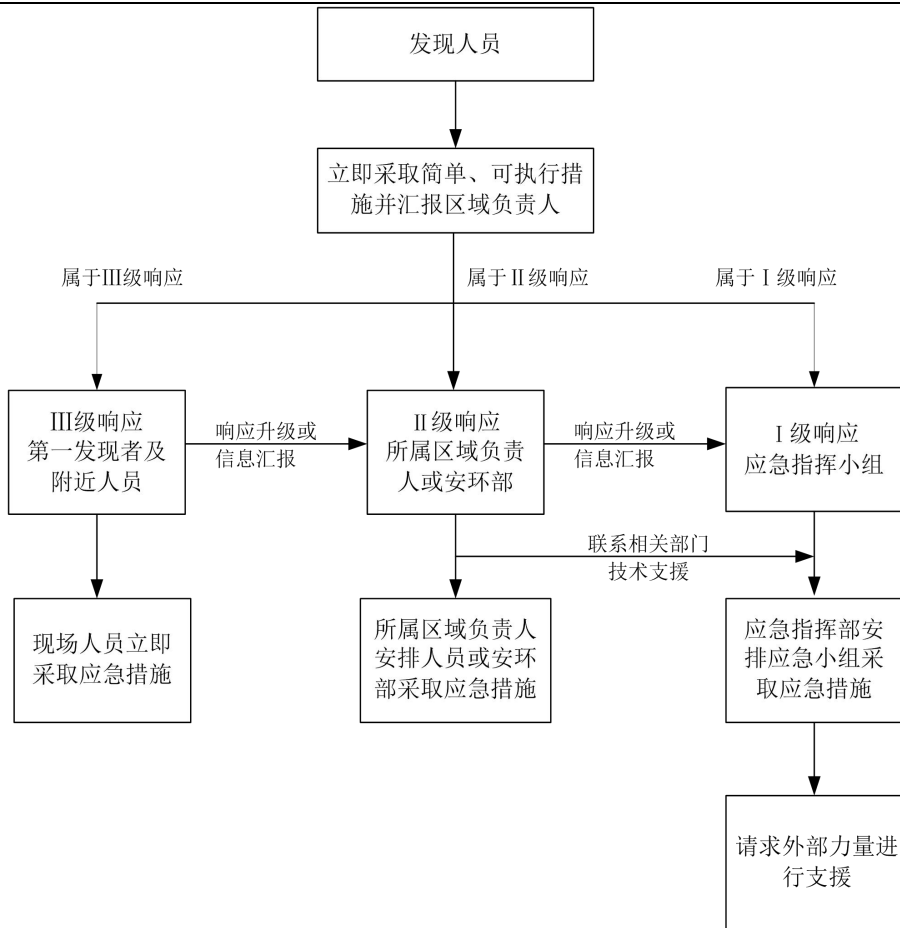 发现人员
立即采取简单、可执行措
施并汇报区域负责人
属于Ⅲ级响应
属于Ⅱ级响应
属于Ⅰ级响应
Ⅲ级响应
第一发现者及
附近人员
响应升级或
信息汇报
Ⅱ级响应
所属区域负责
人或安环部
响应升级或
信息汇报
Ⅰ级响应
应急指挥小组
联系相关部门
技术支援
现场人员立即
采取应急措施
所属区域负责人
安排人员或安环
部采取应急措施
应急指挥部安
排应急小组采
取应急措施
请求外部力量进
行支援